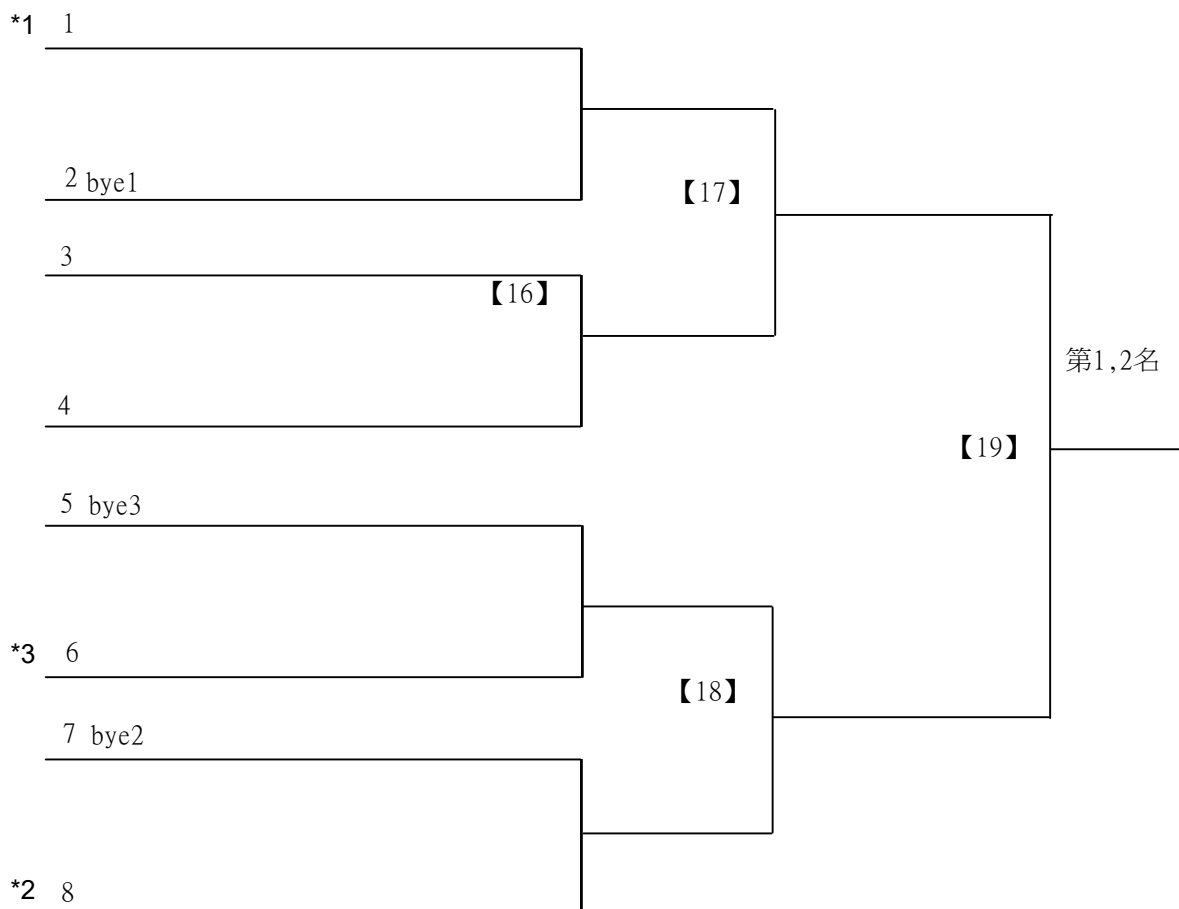 *1 1
2 bye1
【17】
3
【16】
第1,2名
4
【19】
5 bye3
*3 6
【18】
7 bye2
*2 8